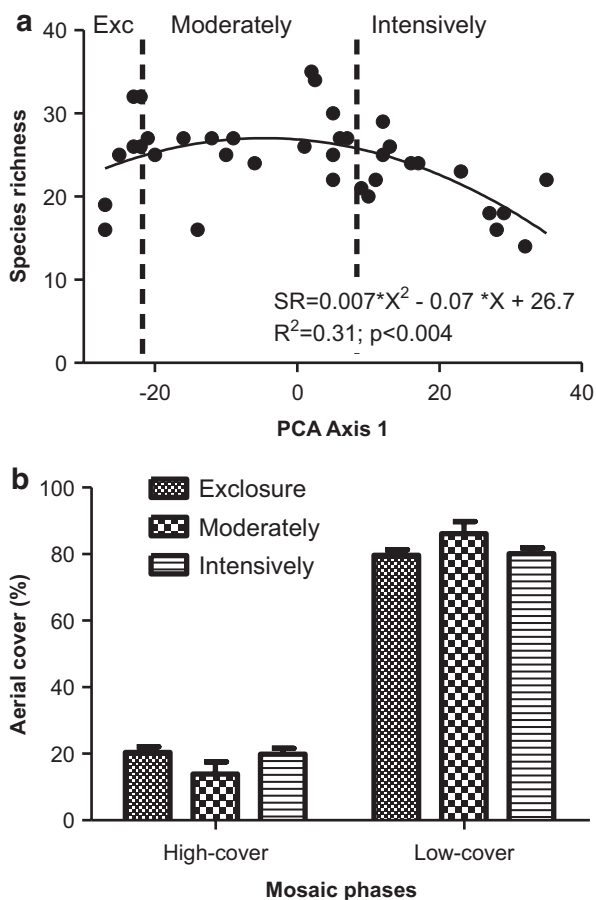 a
Exc Moderately Intensively
40
30
20
10
0
Species richness
SR=0.007*X² - 0.07 *X + 26.7
R²=0.31; p<0.004
-20 0 20 40
PCA Axis 1
b
100
80
60
40
20
0
Aerial cover (%)
Exclosure
Moderately
Intensively
High-cover Low-cover
Mosaic phases